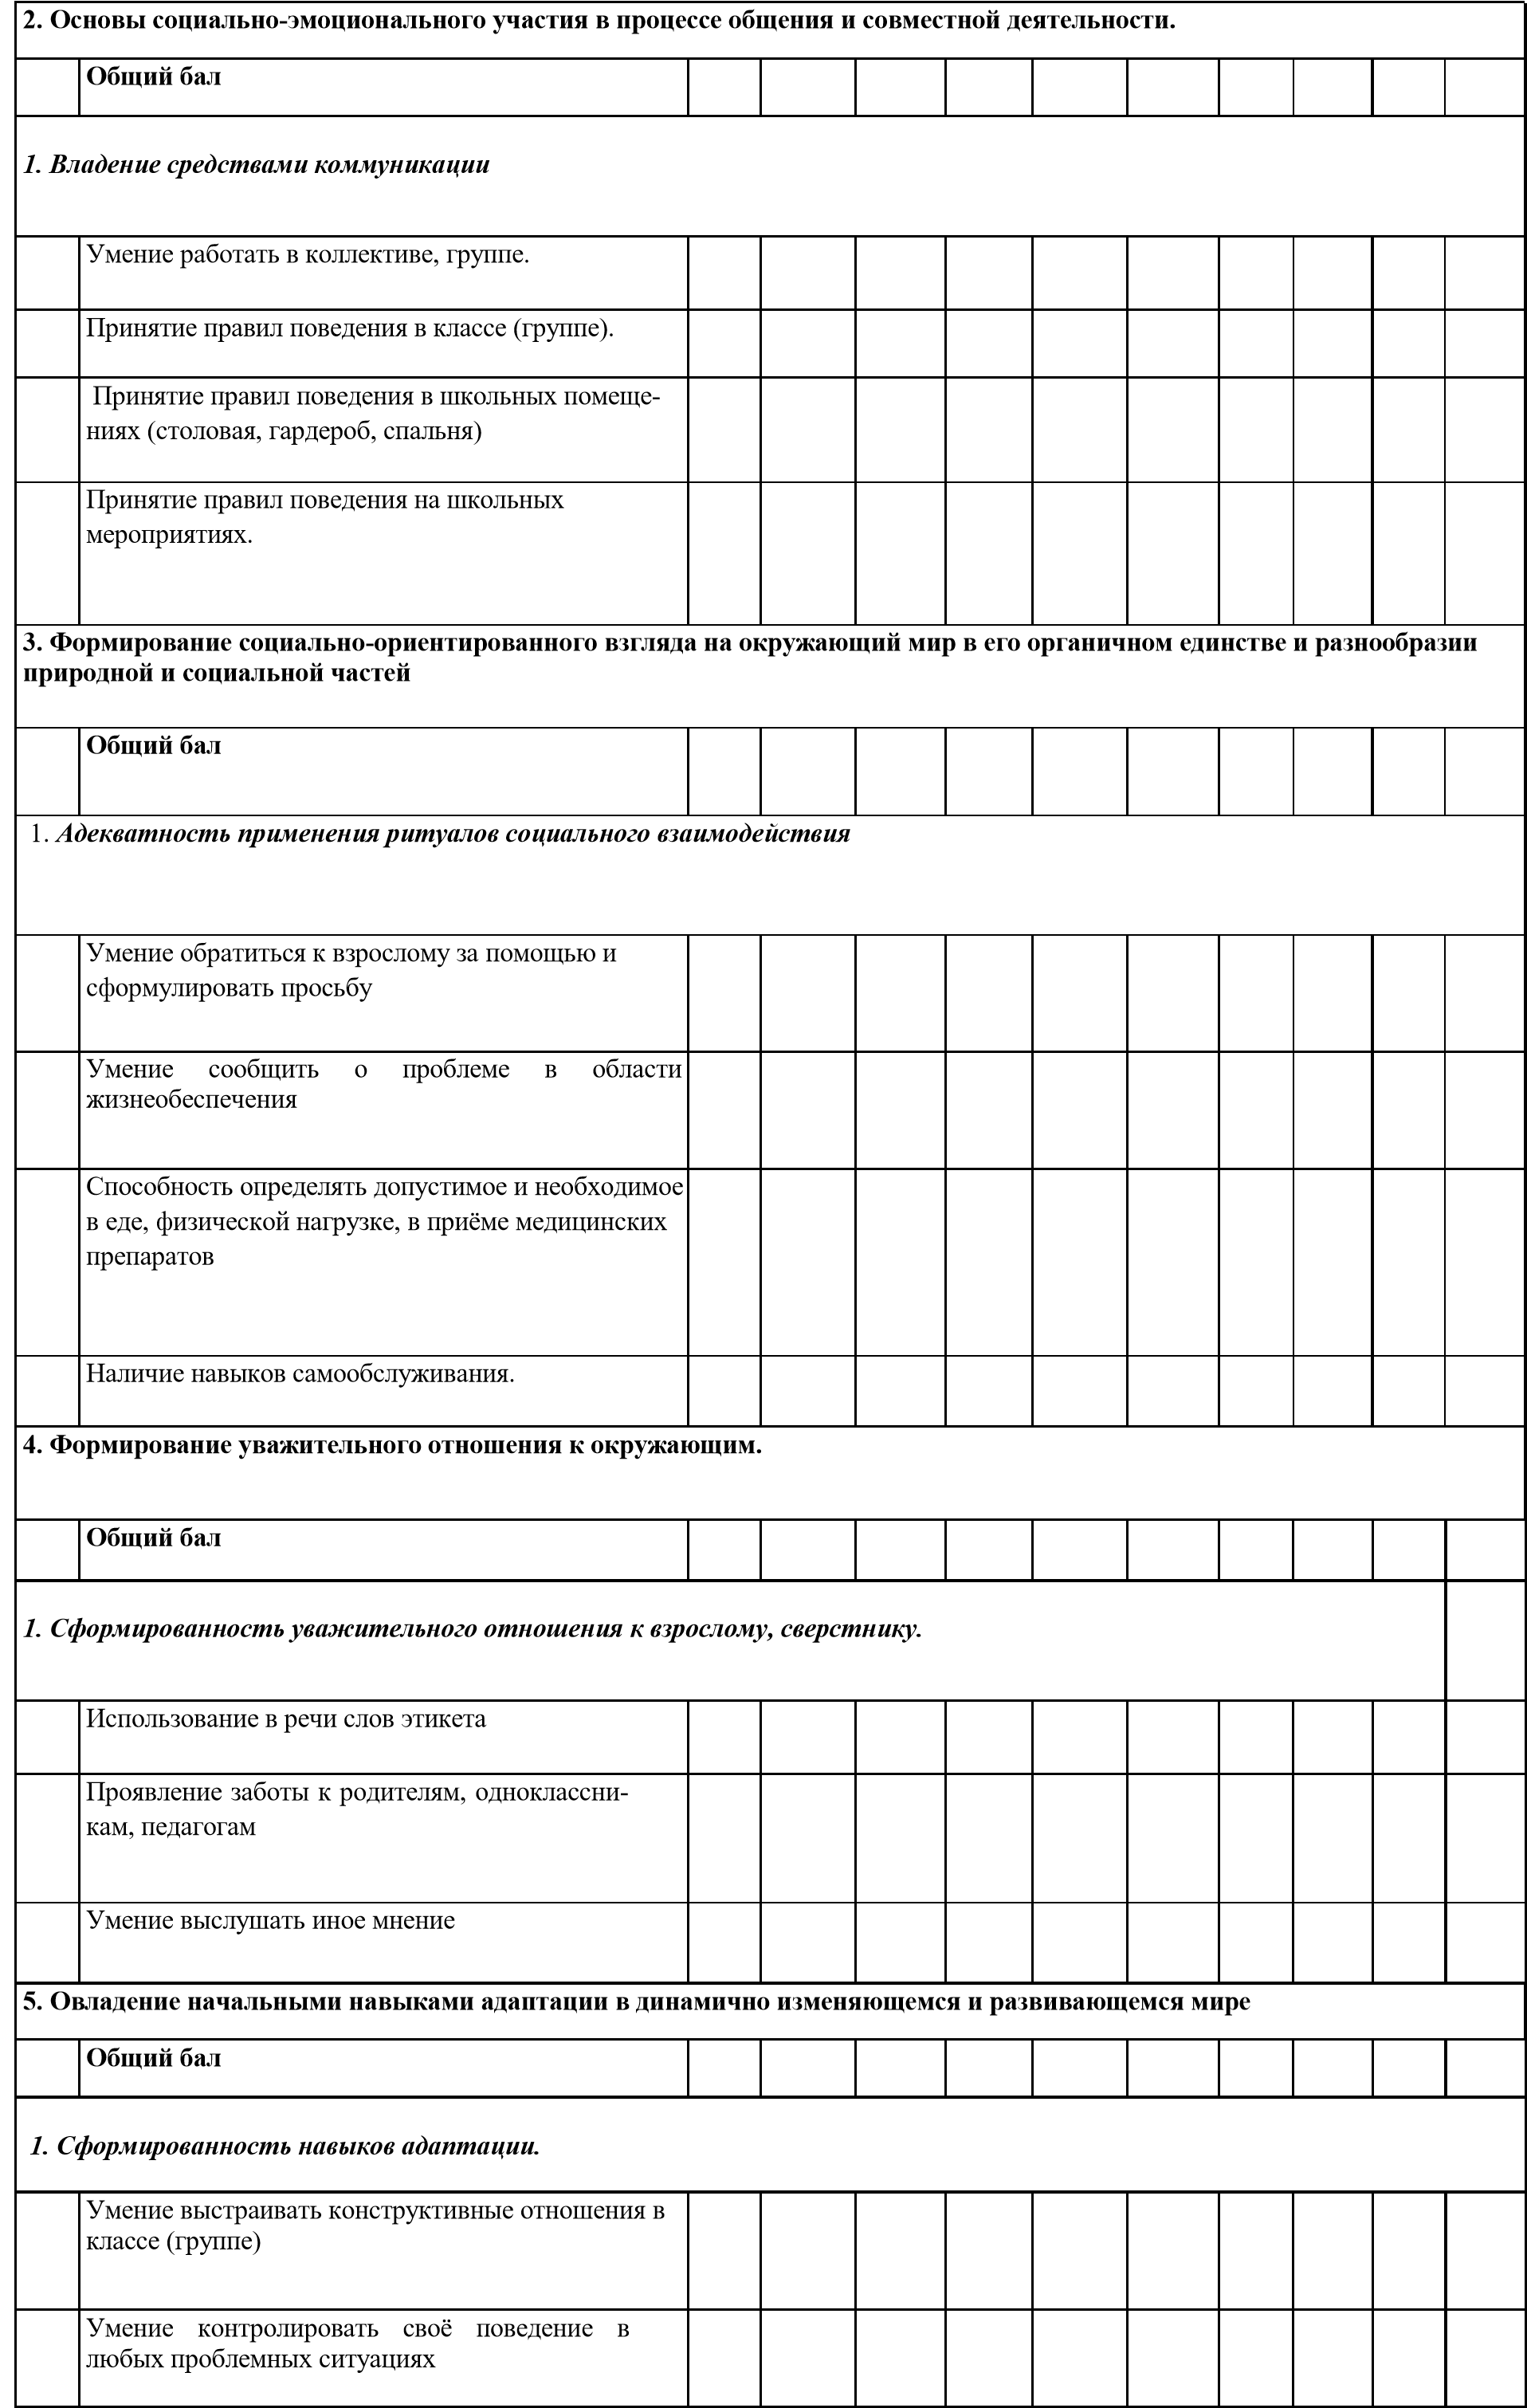 2. Основы социально-эмоционального участия в процессе общения и совместной деятельности.
Общий бал
1. Владение средствами коммуникации
Умение работать в коллективе, группе.
Принятие правил поведения в классе (группе).
Принятие правил поведения в школьных помеще-
ниях (столовая, гардероб, спальня)
Принятие правил поведения на школьных
мероприятиях.
3. Формирование социально-ориентированного взгляда на окружающий мир в его органичном единстве и разнообразии
природной и социальной частей
Общий бал
1. Адекватность применения ритуалов социального взаимодействия
Умение обратиться к взрослому за помощью и
сформулировать просьбу
Умение сообщить о проблеме в области
жизнеобеспечения
Способность определять допустимое и необходимое
в еде, физической нагрузке, в приёме медицинских
препаратов
Наличие навыков самообслуживания.
4. Формирование уважительного отношения к окружающим.
Общий бал
1. Сформированность уважительного отношения к взрослому, сверстнику.
Использование в речи слов этикета
Проявление заботы к родителям, одноклассни-
кам, педагогам
Умение выслушать иное мнение
5. Овладение начальными навыками адаптации в динамично изменяющемся и развивающемся мире
Общий бал
1. Сформированность навыков адаптации.
Умение выстраивать конструктивные отношения в
классе (группе)
Умение контролировать своё поведение в
любых проблемных ситуациях